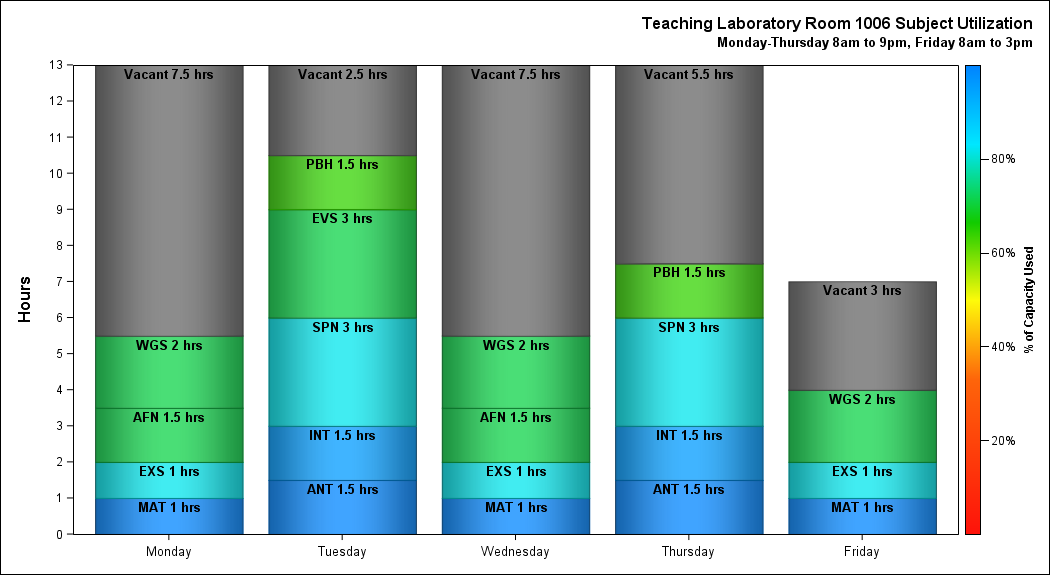 Teaching Laboratory Room 1006 Subject Utilization
Monday-Thursday 8am to 9pm, Friday 8am to 3pm
Hours
13
12
11
10
9
8
7
6
5
4
3
2
1
0
Vacant 7.5 hrs
WGS 2 hrs
AFN 1.5 hrs
EXS 1 hrs
MAT 1 hrs
Vacant 2.5 hrs
PBH 1.5 hrs
EVS 3 hrs
SPN 3 hrs
INT 1.5 hrs
ANT 1.5 hrs
Vacant 7.5 hrs
WGS 2 hrs
AFN 1.5 hrs
EXS 1 hrs
MAT 1 hrs
Vacant 5.5 hrs
PBH 1.5 hrs
SPN 3 hrs
INT 1.5 hrs
ANT 1.5 hrs
Vacant 3 hrs
WGS 2 hrs
EXS 1 hrs
MAT 1 hrs
Monday
Tuesday
Wednesday
Thursday
Friday
80%
60%
40%
20%
% of Capacity Used